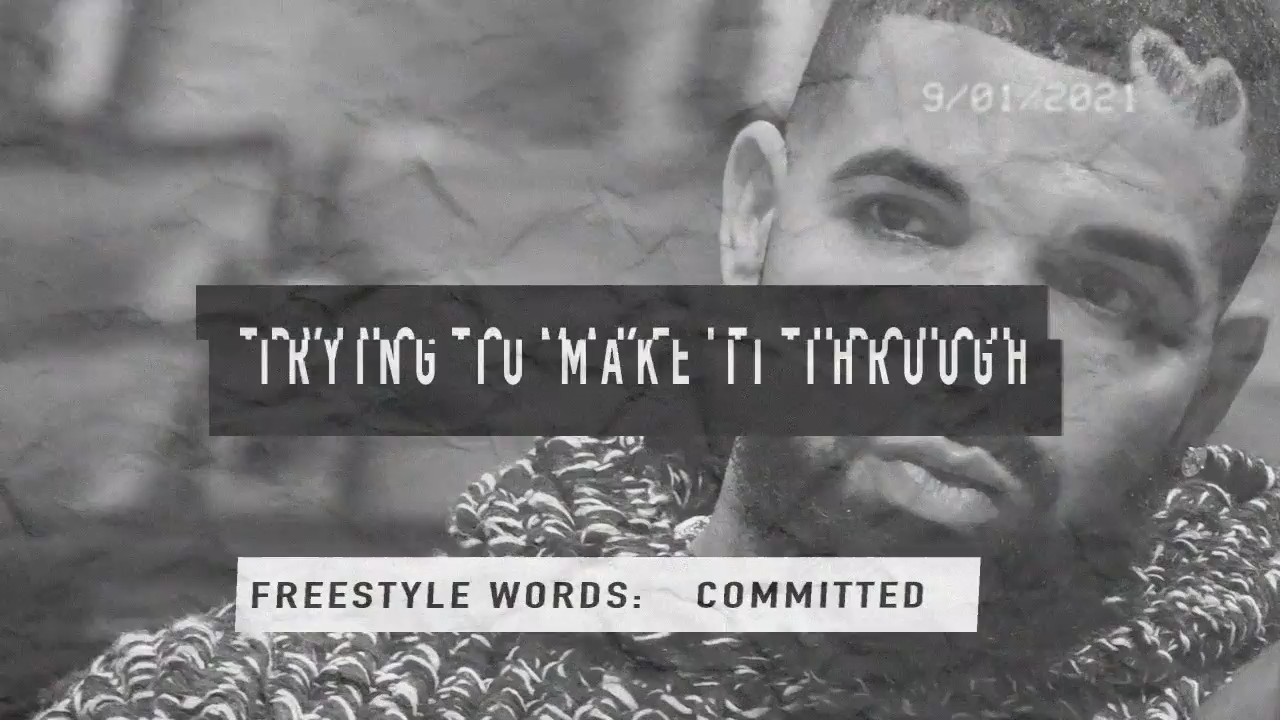 9/01/2021
TRYING TO MAKE IT THROUGH
FREESTYLE WORDS: COMMITTED